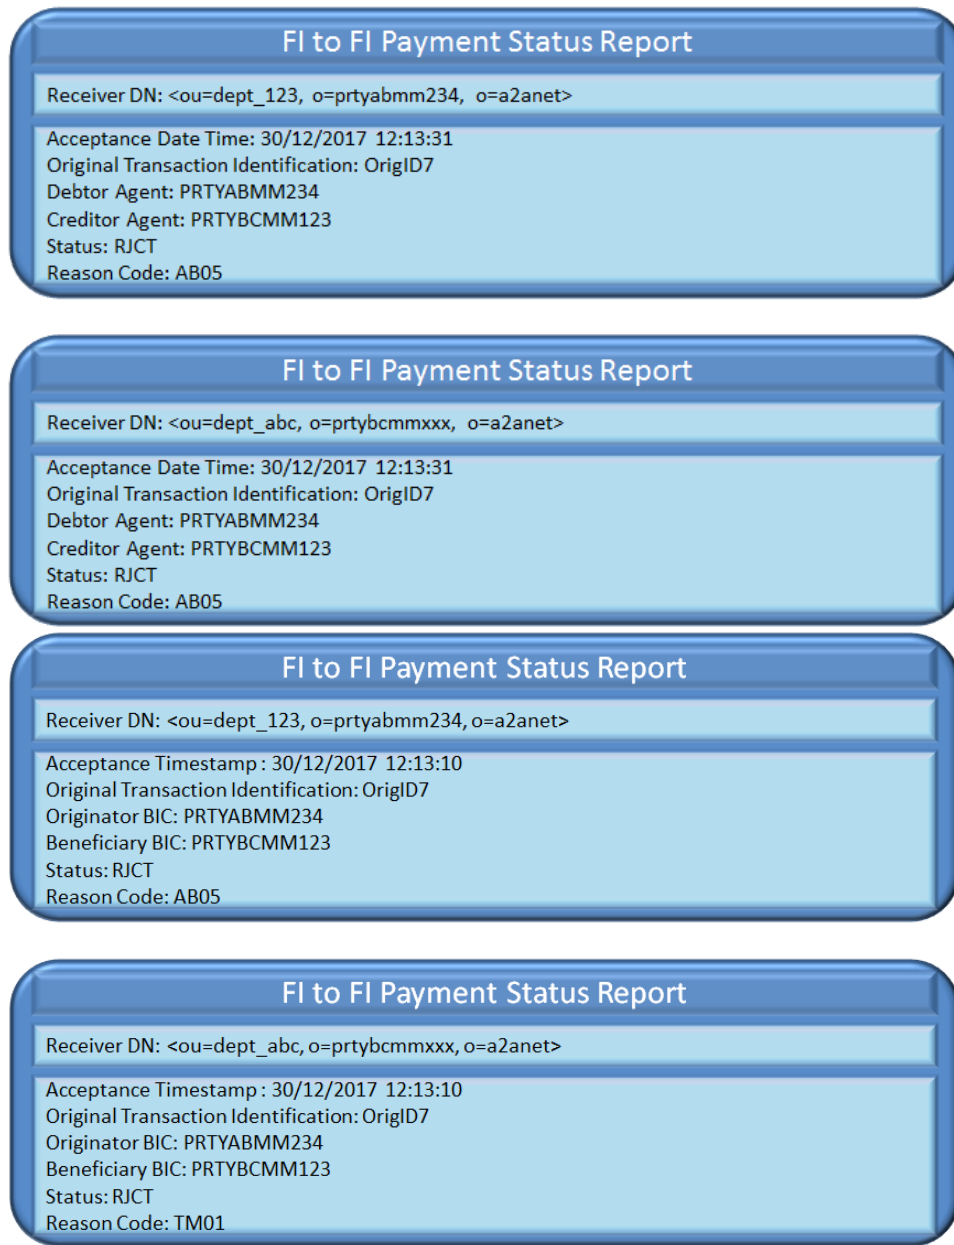 FI to FI Payment Status Report
Receiver DN: <ou=dept_123, o=prtyabmm234, o=a2anet>
Acceptance Date Time: 30/12/2017 12:13:31
Original Transaction Identification: OrigID7
Debtor Agent: PRTYABMM234
Creditor Agent: PRTYBCMM123
Status: RJCT
Reason Code: AB05
FI to FI Payment Status Report
Receiver DN: <ou=dept_abc, o=prtybcmmxxx, o=a2anet>
Acceptance Date Time: 30/12/2017 12:13:31
Original Transaction Identification: OrigID7
Debtor Agent: PRTYABMM234
Creditor Agent: PRTYBCMM123
Status: RJCT
Reason Code: AB05
FI to FI Payment Status Report
Receiver DN: <ou=dept_123, o=prtyabmm234, o=a2anet>
Acceptance Timestamp : 30/12/2017 12:13:10
Original Transaction Identification: OrigID7
Originator BIC: PRTYABMM234
Beneficiary BIC: PRTYBCMM123
Status: RJCT
Reason Code: AB05
FI to FI Payment Status Report
Receiver DN: <ou=dept_abc, o=prtybcmmxxx, o=a2anet>
Acceptance Timestamp : 30/12/2017 12:13:10
Original Transaction Identification: OrigID7
Originator BIC: PRTYABMM234
Beneficiary BIC: PRTYBCMM123
Status: RJCT
Reason Code: TM01